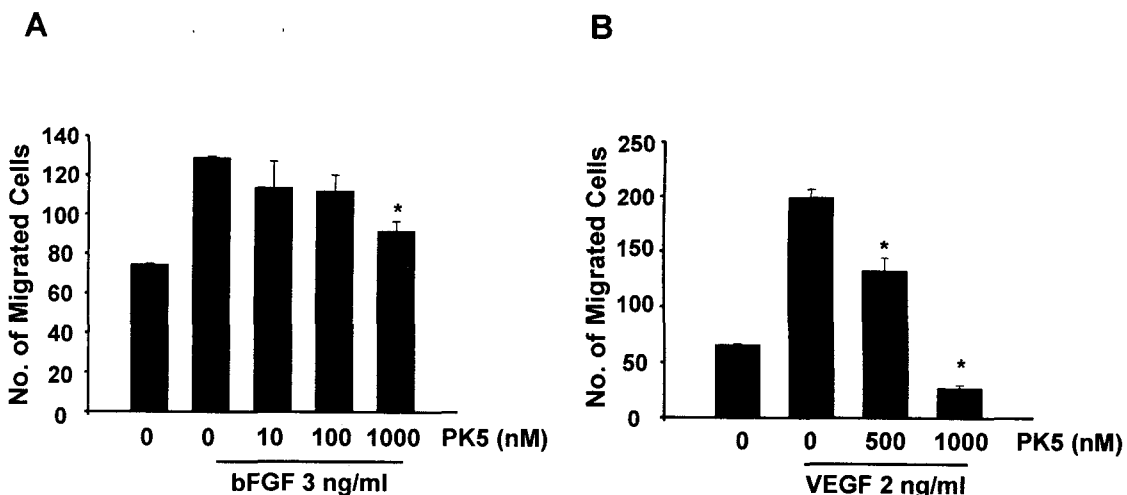 A
No. of Migrated Cells
140
120
100
80
60
40
20
0
*
0 0 10 100 1000 PK5 (nM)
bFGF 3 ng/ml
B
No. of Migrated Cells
250
200
150
100
50
0
*
*
0 0 500 1000 PK5 (nM)
VEGF 2 ng/ml